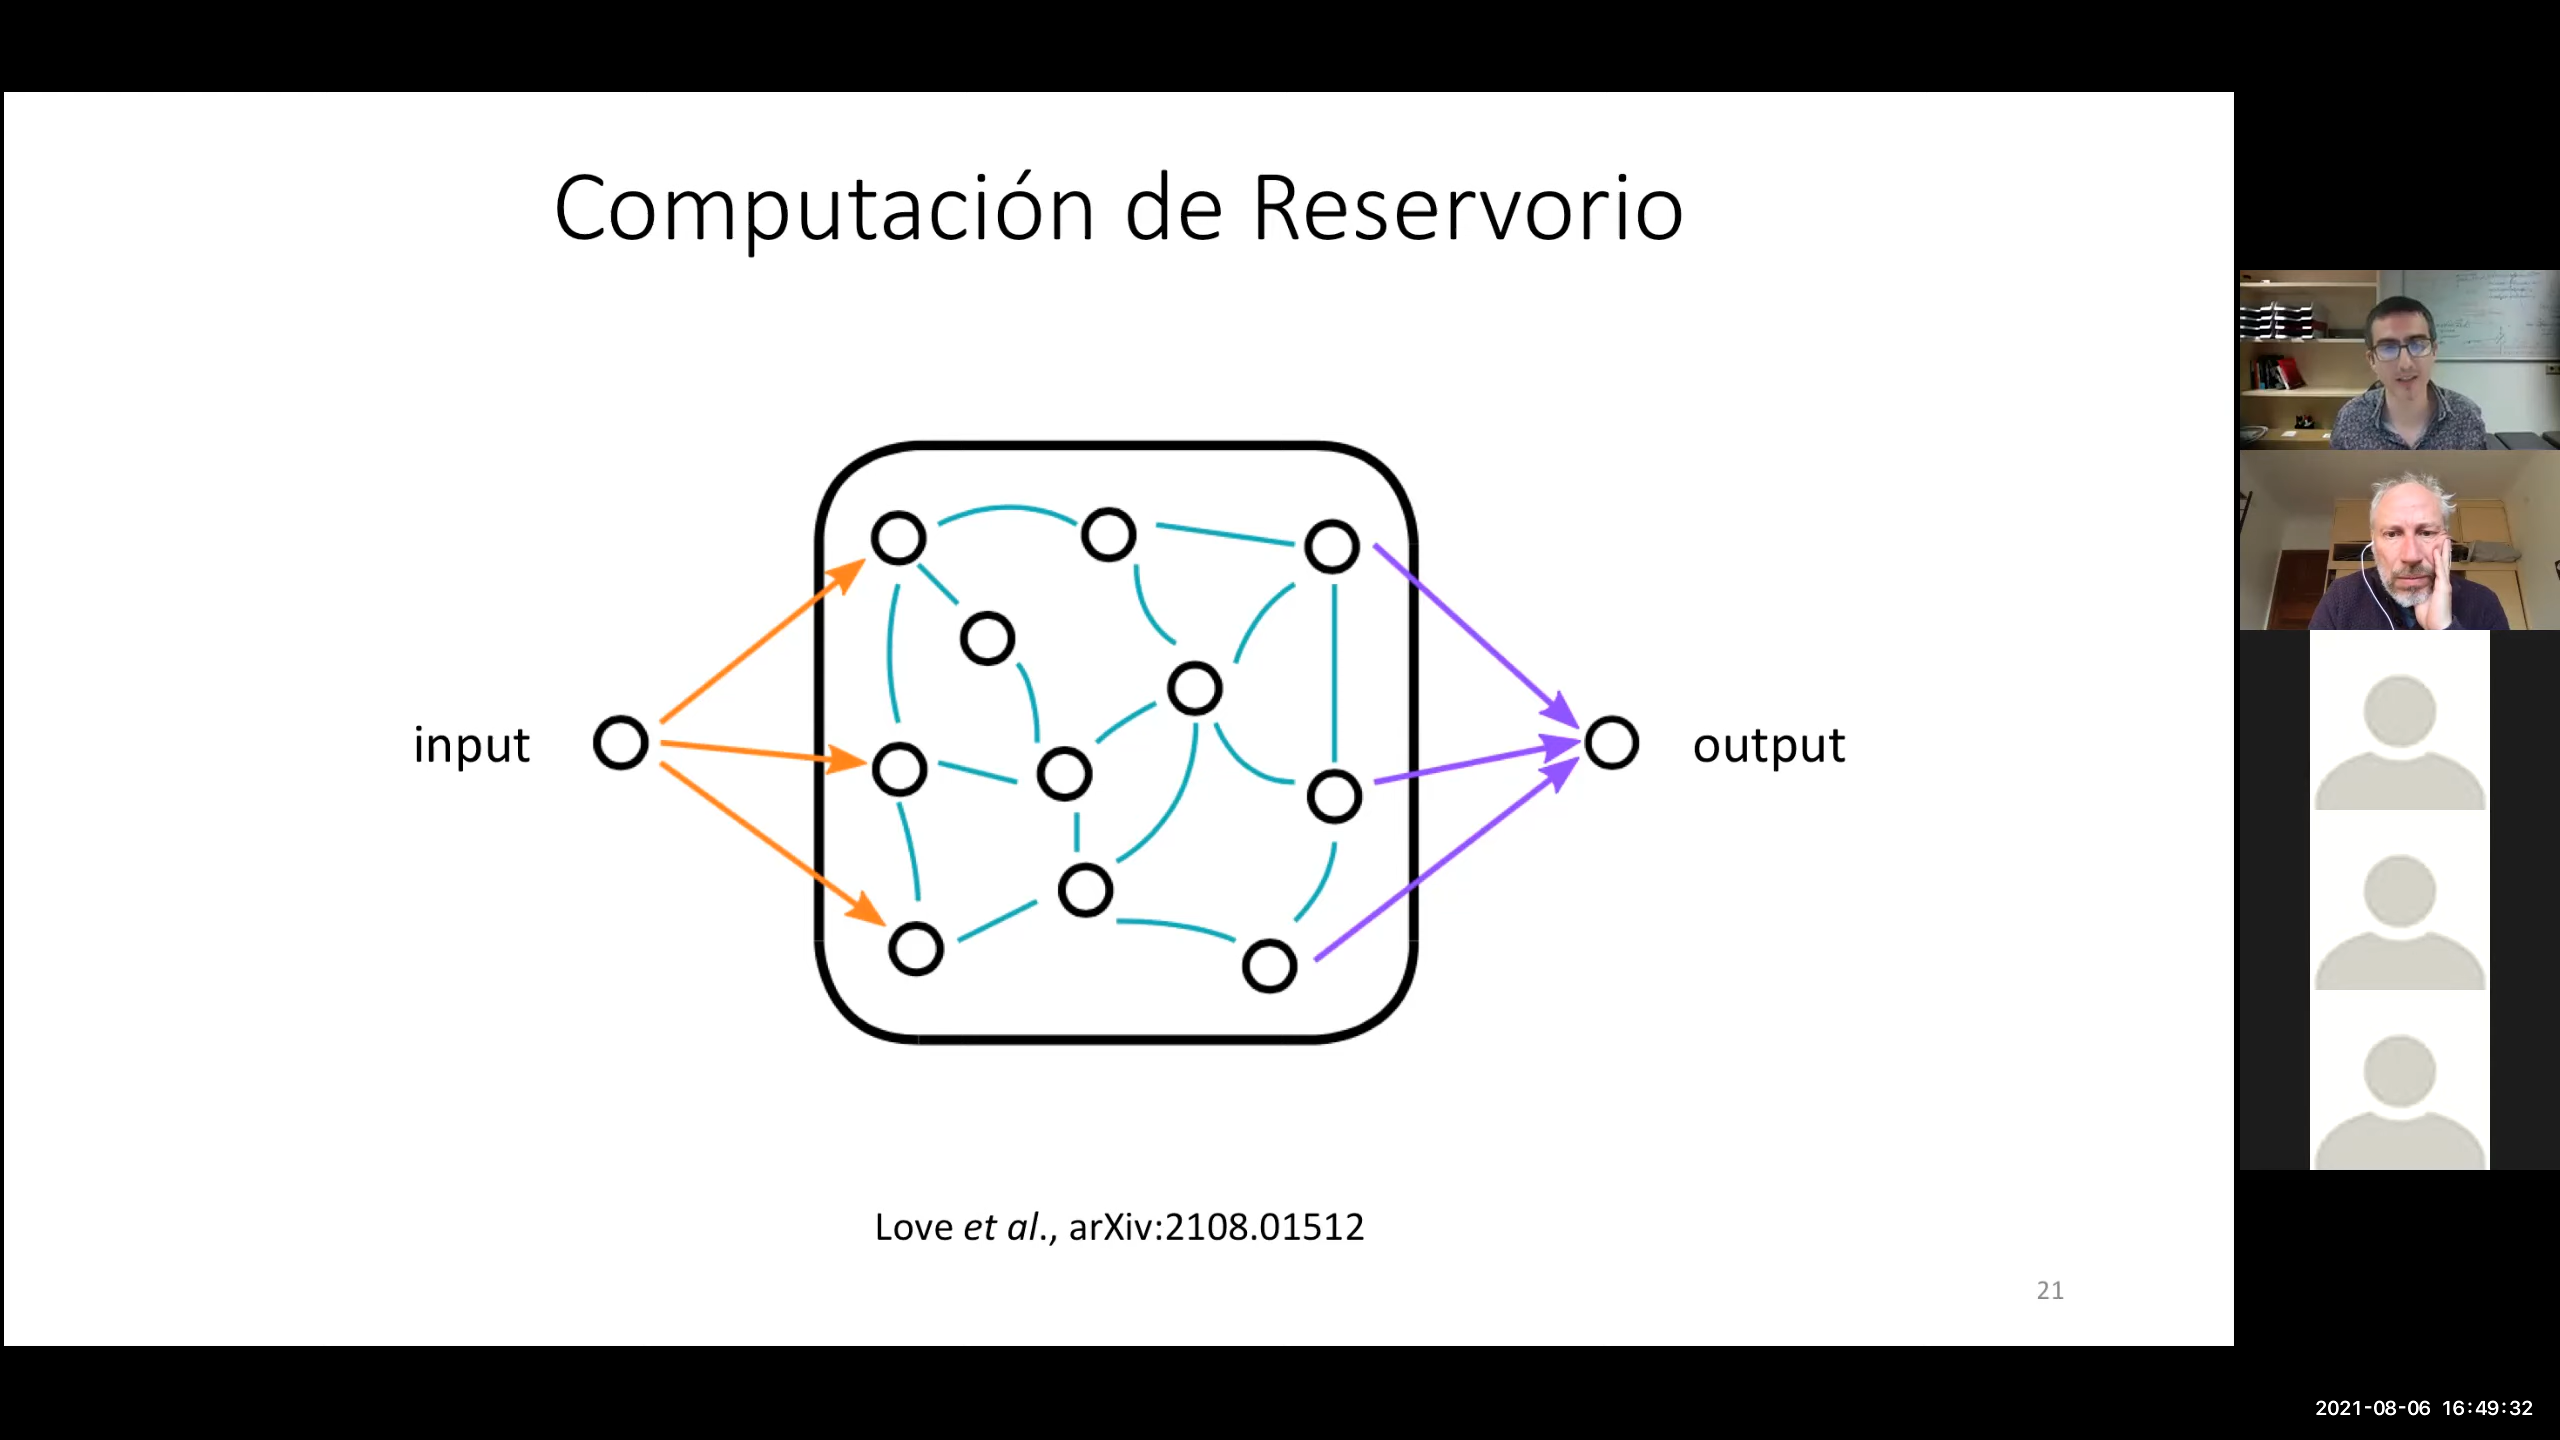 Computación de Reservorio
input
output
Love et al., arXiv:2108.01512
21
2021-08-06 16:49:32